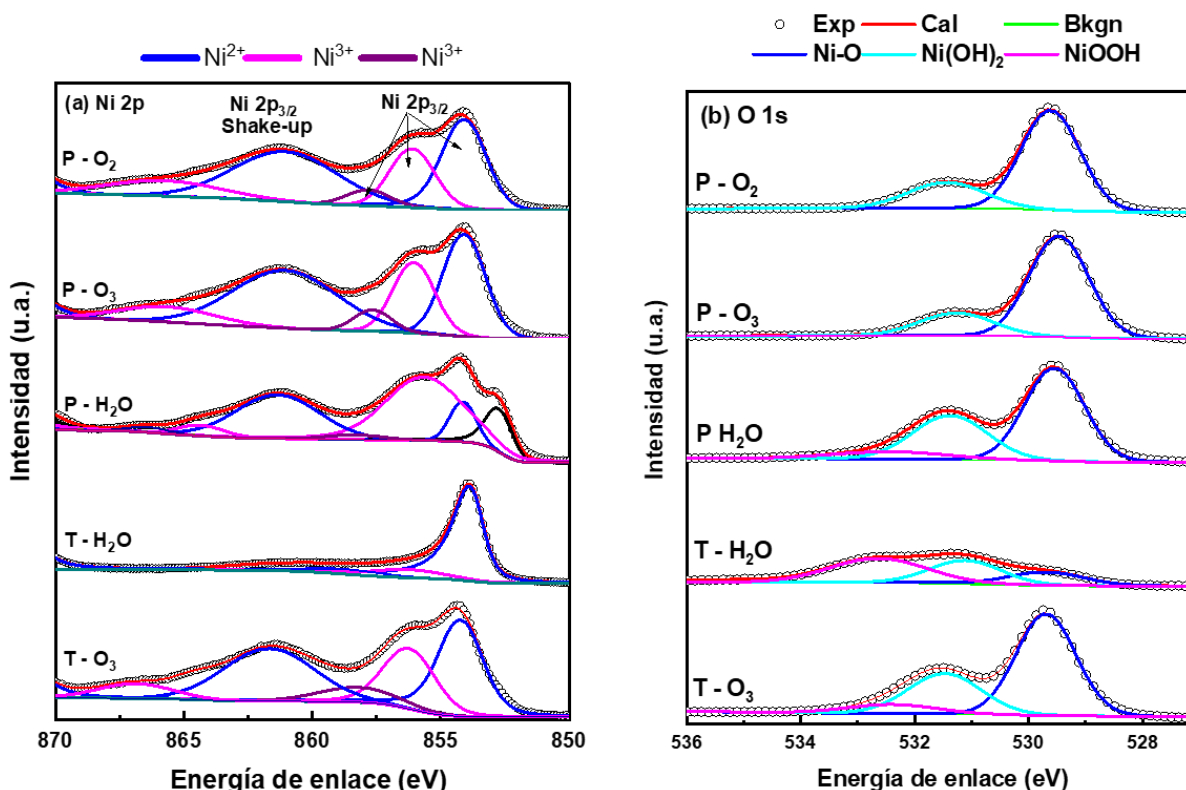 Ni2+ Ni3+ Ni3+
(a) Ni 2p
Ni 2p3/2
Shake-up
Ni 2p3/2
P - O2
P - O3
P - H2O
T - H2O
T - O3
Intensidad (u.a.)
870 865 860 855 850
Energía de enlace (eV)
Exp Cal Bkgn
Ni-O Ni(OH)2 NiOOH
(b) O 1s
P - O2
P - O3
P H2O
T - H2O
T - O3
Intensidad (u.a.)
536 534 532 530 528
Energía de enlace (eV)